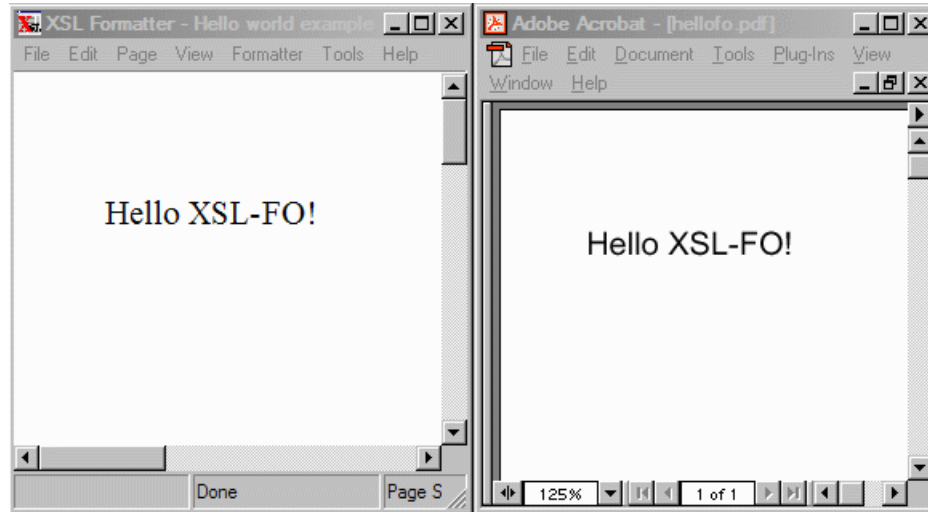 XSL Formatter - Hello world example
File Edit Page View Formatter Tools Help
Hello XSL-FO!
Done
Page S
Adobe Acrobat - [hellofo.pdf]
File Edit Document Tools Plug-Ins View
Window Help
Hello XSL-FO!
125%
1 of 1